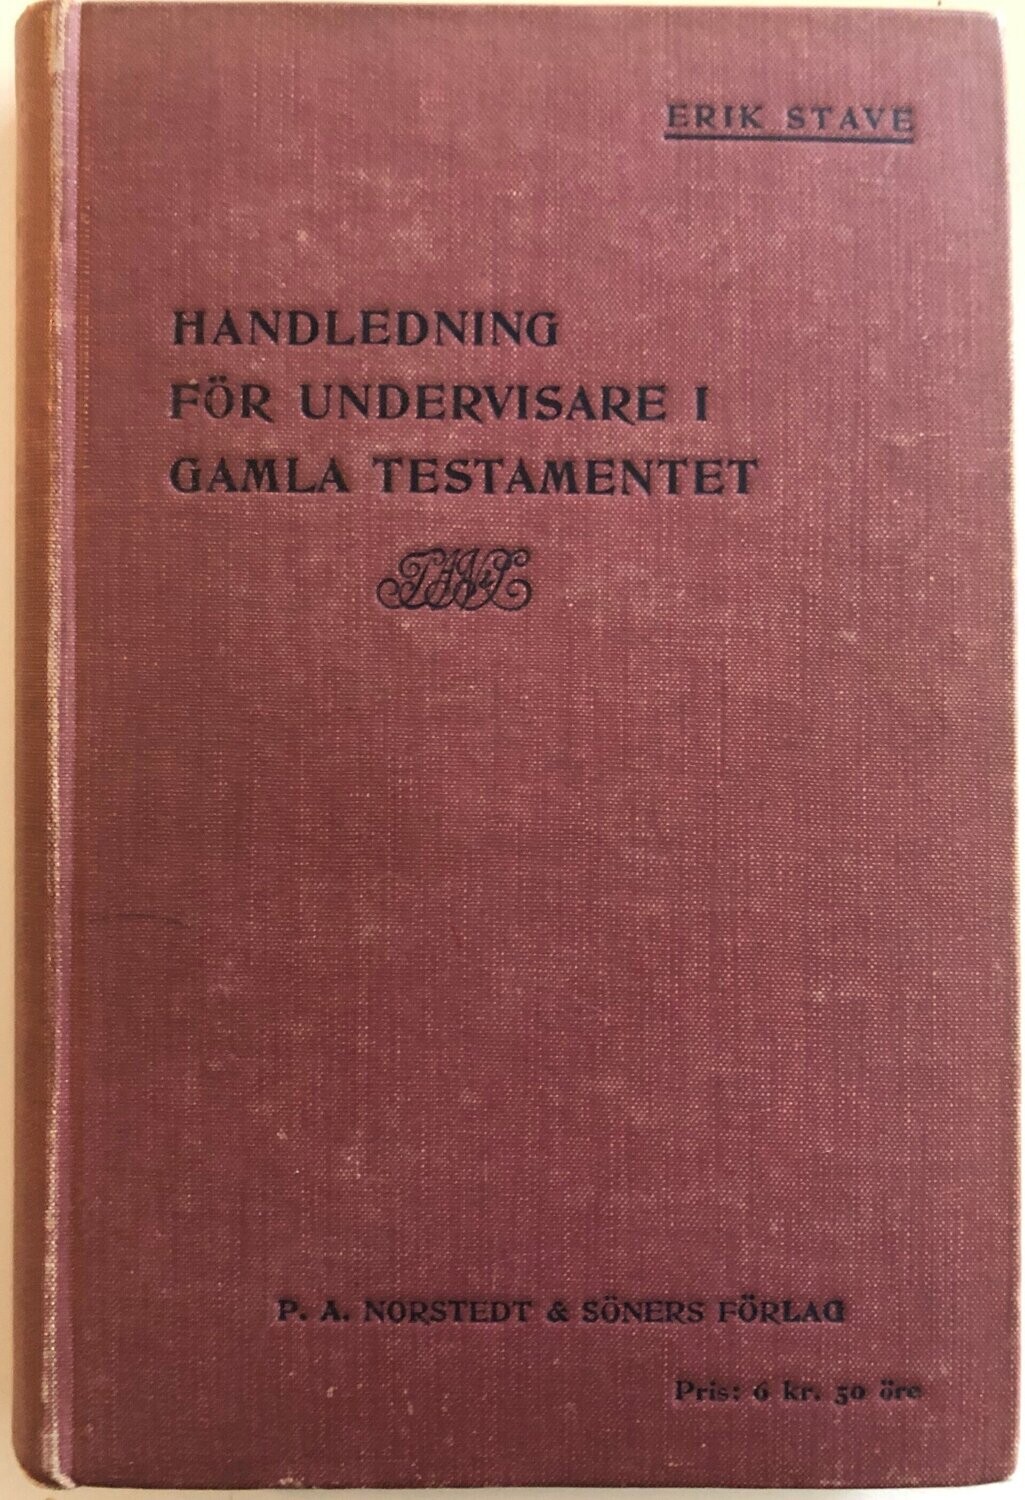 ERIK STAVE
HANDLEDNING
FÖR UNDERVISARE I
GAMLA TESTAMENTET
P. A. NORSTEDT & SÖNERS FÖRLAG
Pris: 6 kr. 50 öre